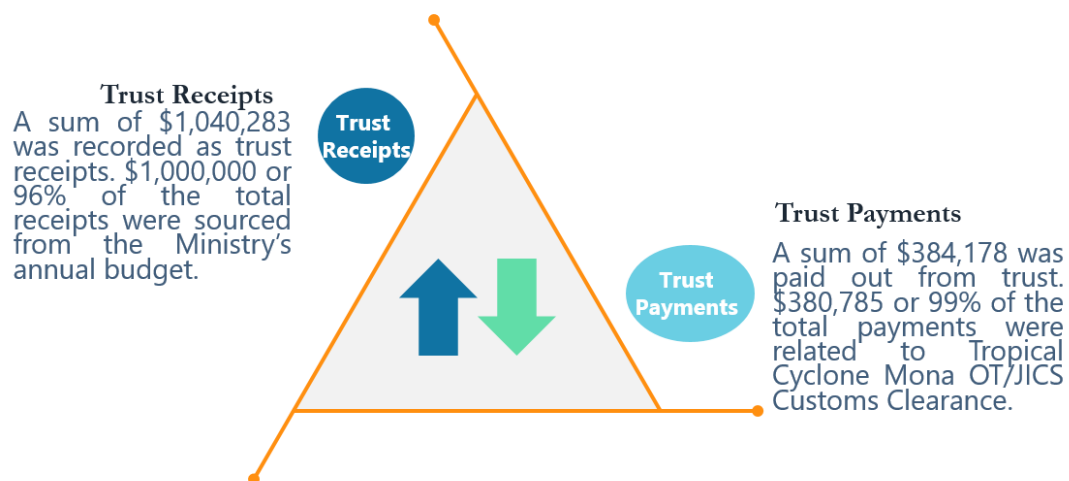 Trust Receipts
A sum of $1,040,283
was recorded as trust
receipts. $1,000,000 or
96% of the total
receipts were sourced
from the Ministry's
annual budget.
Trust
Receipts
Trust
Payments
Trust Payments
A sum of $384,178 was
paid out from trust.
$380,785 or 99% of the
total payments were
related to Tropical
Cyclone Mona OT/JICS
Customs Clearance.